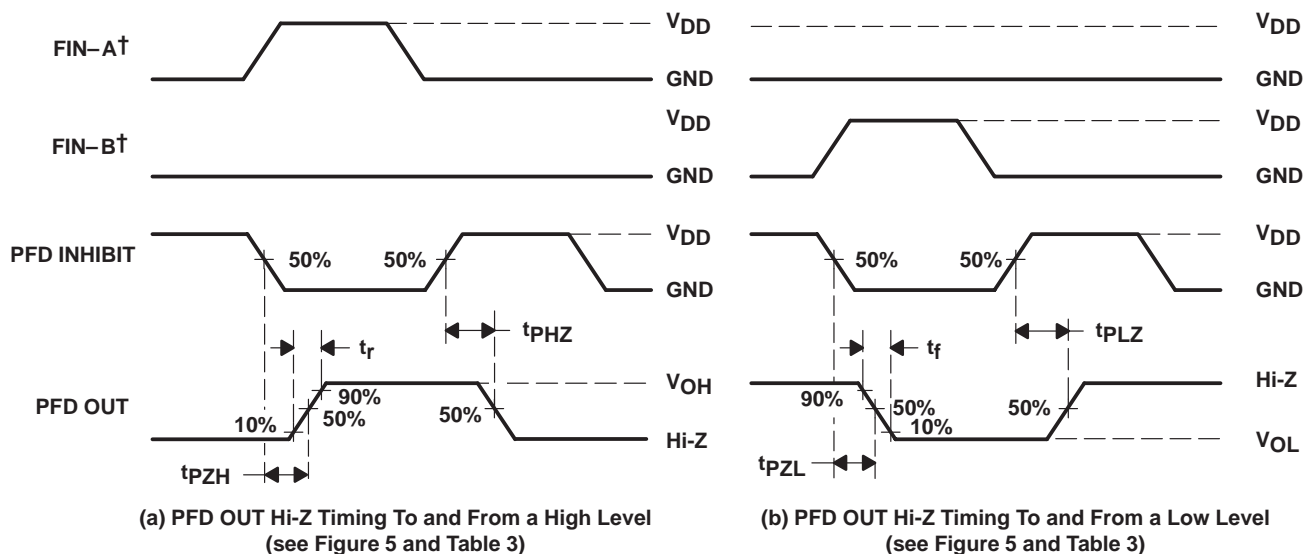 FIN–A†
VDD
GND
VDD
GND
FIN–B†
VDD
GND
VDD
GND
PFD INHIBIT
50%
50%
VDD
GND
50%
50%
VDD
GND
tPHZ
tPLZ
tr
tf
PFD OUT
10%
90%
50%
50%
VOH
Hi-Z
90%
50%
10%
50%
Hi-Z
VOL
tPZH
tPZL
(a) PFD OUT Hi-Z Timing To and From a High Level
(see Figure 5 and Table 3)
(b) PFD OUT Hi-Z Timing To and From a Low Level
(see Figure 5 and Table 3)